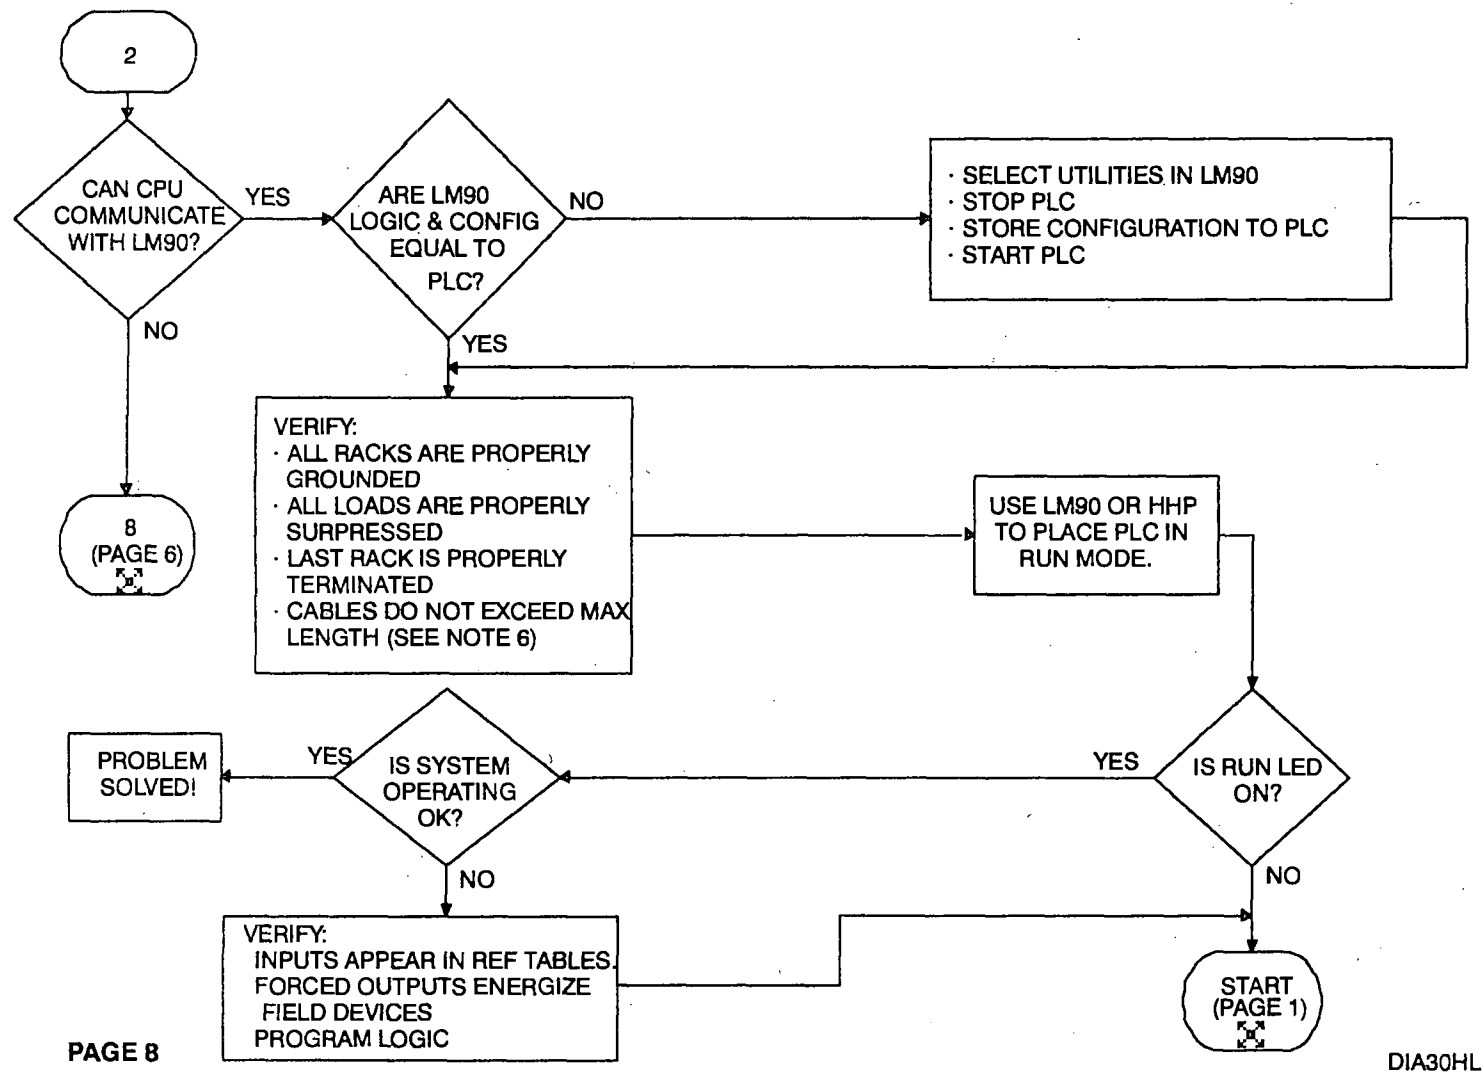 2
CAN CPU
COMMUNICATE
WITH LM90?
YES
NO
8
(PAGE 6)
ARE LM90
LOGIC & CONFIG
EQUAL TO
PLC?
NO
YES
· SELECT UTILITIES IN LM90
· STOP PLC
· STORE CONFIGURATION TO PLC
· START PLC
VERIFY:
· ALL RACKS ARE PROPERLY
GROUNDED
· ALL LOADS ARE PROPERLY
SURPRESSED
· LAST RACK IS PROPERLY
TERMINATED
· CABLES DO NOT EXCEED MAX
LENGTH (SEE NOTE 6)
USE LM90 OR HHP
TO PLACE PLC IN
RUN MODE.
IS RUN LED
ON?
YES
NO
IS SYSTEM
OPERATING
OK?
YES
NO
PROBLEM
SOLVED!
VERIFY:
INPUTS APPEAR IN REF TABLES.
FORCED OUTPUTS ENERGIZE
FIELD DEVICES
PROGRAM LOGIC
START
(PAGE 1)
PAGE 8
DIA30HL